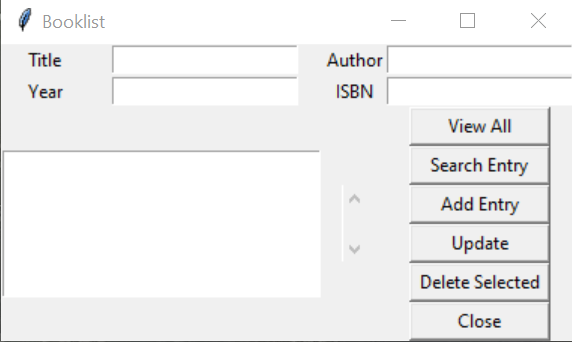 Booklist
Title Author
Year ISBN
View All
Search Entry
Add Entry
Update
Delete Selected
Close